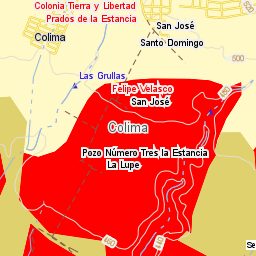 Colonia Tierra y Libertad
Prados de la Estancia
San José
Colima
Santo Domingo
500
Las Grullas
Felipe Velasco
San José
Colima
Pozo Número Tres la Estancia
La Lupe
460